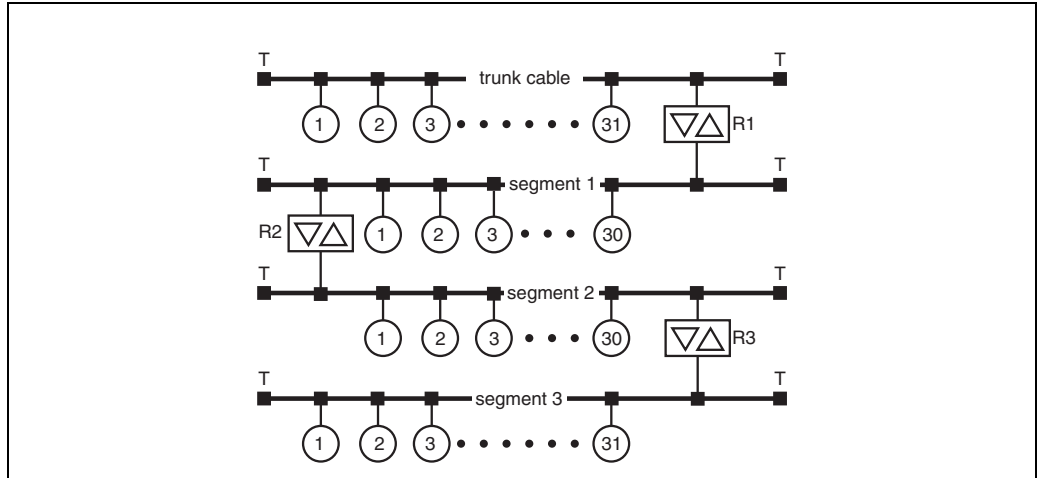 T T
trunk cable
1 2 3 31 R1
T T
segment 1
R2 1 2 3 30
T T
segment 2
1 2 3 30 R3
T T
segment 3
1 2 3 31